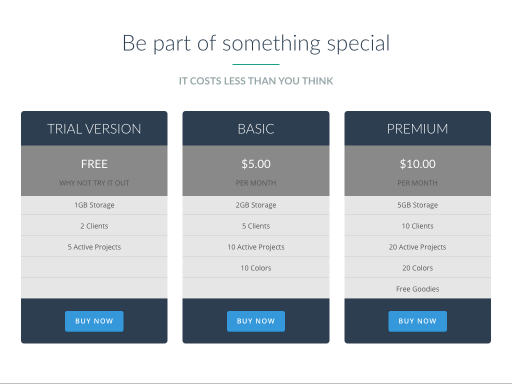 Be part of something special
IT COSTS LESS THAN YOU THINK
TRIAL VERSION
FREE
WHY NOT TRY IT OUT
1GB Storage
2 Clients
5 Active Projects
BUY NOW
BASIC
$5.00
PER MONTH
2GB Storage
5 Clients
10 Active Projects
10 Colors
BUY NOW
PREMIUM
$10.00
PER MONTH
5GB Storage
10 Clients
20 Active Projects
20 Colors
Free Goodies
BUY NOW